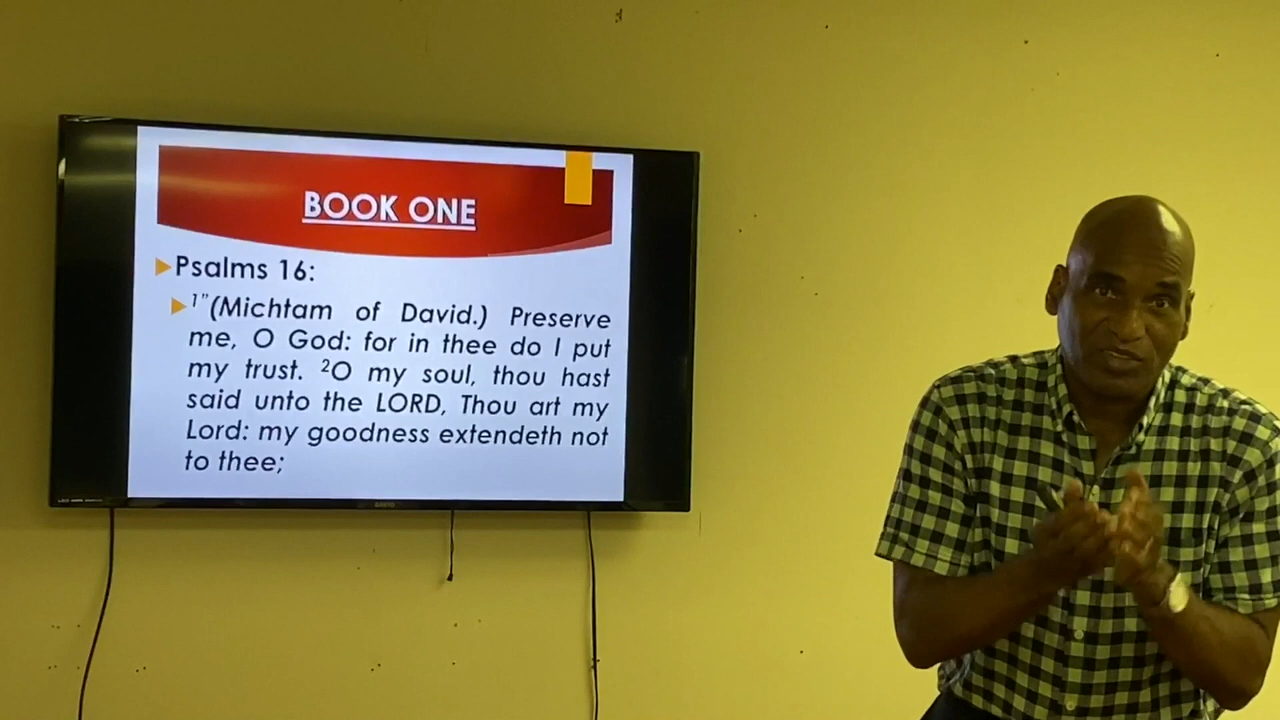 BOOK ONE
Psalms 16:
1"(Michtam of David.) Preserve
me, O God: for in thee do I put
my trust. 2O my soul, thou hast
said unto the LORD, Thou art my
Lord: my goodness extendeth not
to thee;